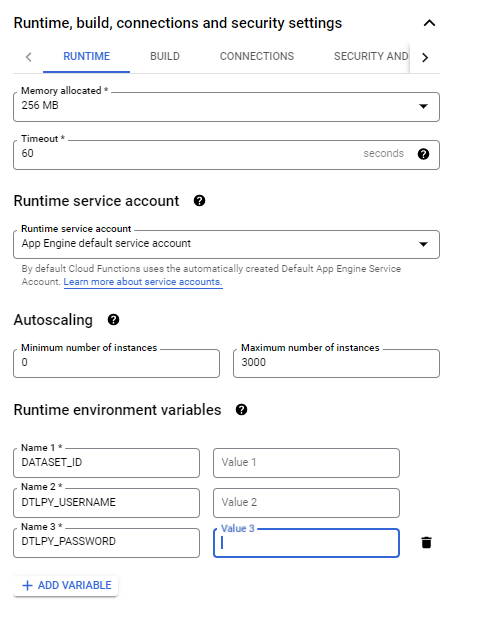 Runtime, build, connections and security settings
RUNTIME BUILD CONNECTIONS SECURITY AND
Memory allocated *
256 MB
Timeout *
60 seconds
Runtime service account
Runtime service account
App Engine default service account
By default Cloud Functions uses the automatically created Default App Engine Service
Account. Learn more about service accounts.
Autoscaling
Minimum number of instances Maximum number of instances
0 3000
Runtime environment variables
Name 1 *
DATASET_ID Value 1
Name 2 *
DTLPY_USERNAME Value 2
Name 3 * Value 3
DTLPY_PASSWORD
+ ADD VARIABLE